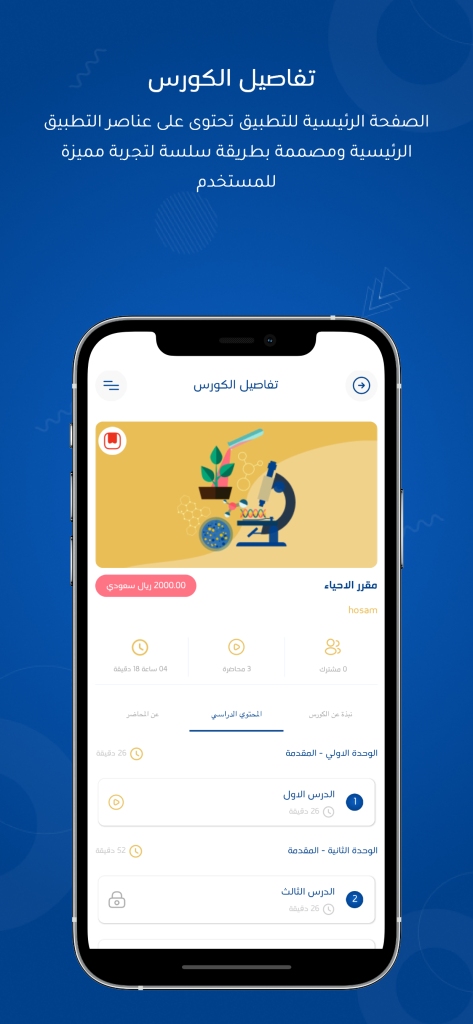 تفاصيل الكورس
الصفحة الرئيسية للتطبيق تحتوى على عناصر التطبيق
الرئيسية ومصممة بطريقة سلسة لتجربة مميزة
للمستخدم
تفاصيل الكورس
مقرر الاحياء
2000.00 ريال سعودي
hosam
0 مشترك
3 محاضرة
04 ساعة 18 دقيقة
نبذة عن الكورس
المحتوي الدراسي
عن المحاضر
الوحدة الاولي - المقدمة
26 دقيقة
1
الدرس الاول
26 دقيقة
الوحدة الثانية - المقدمة
52 دقيقة
2
الدرس الثالث
26 دقيقة